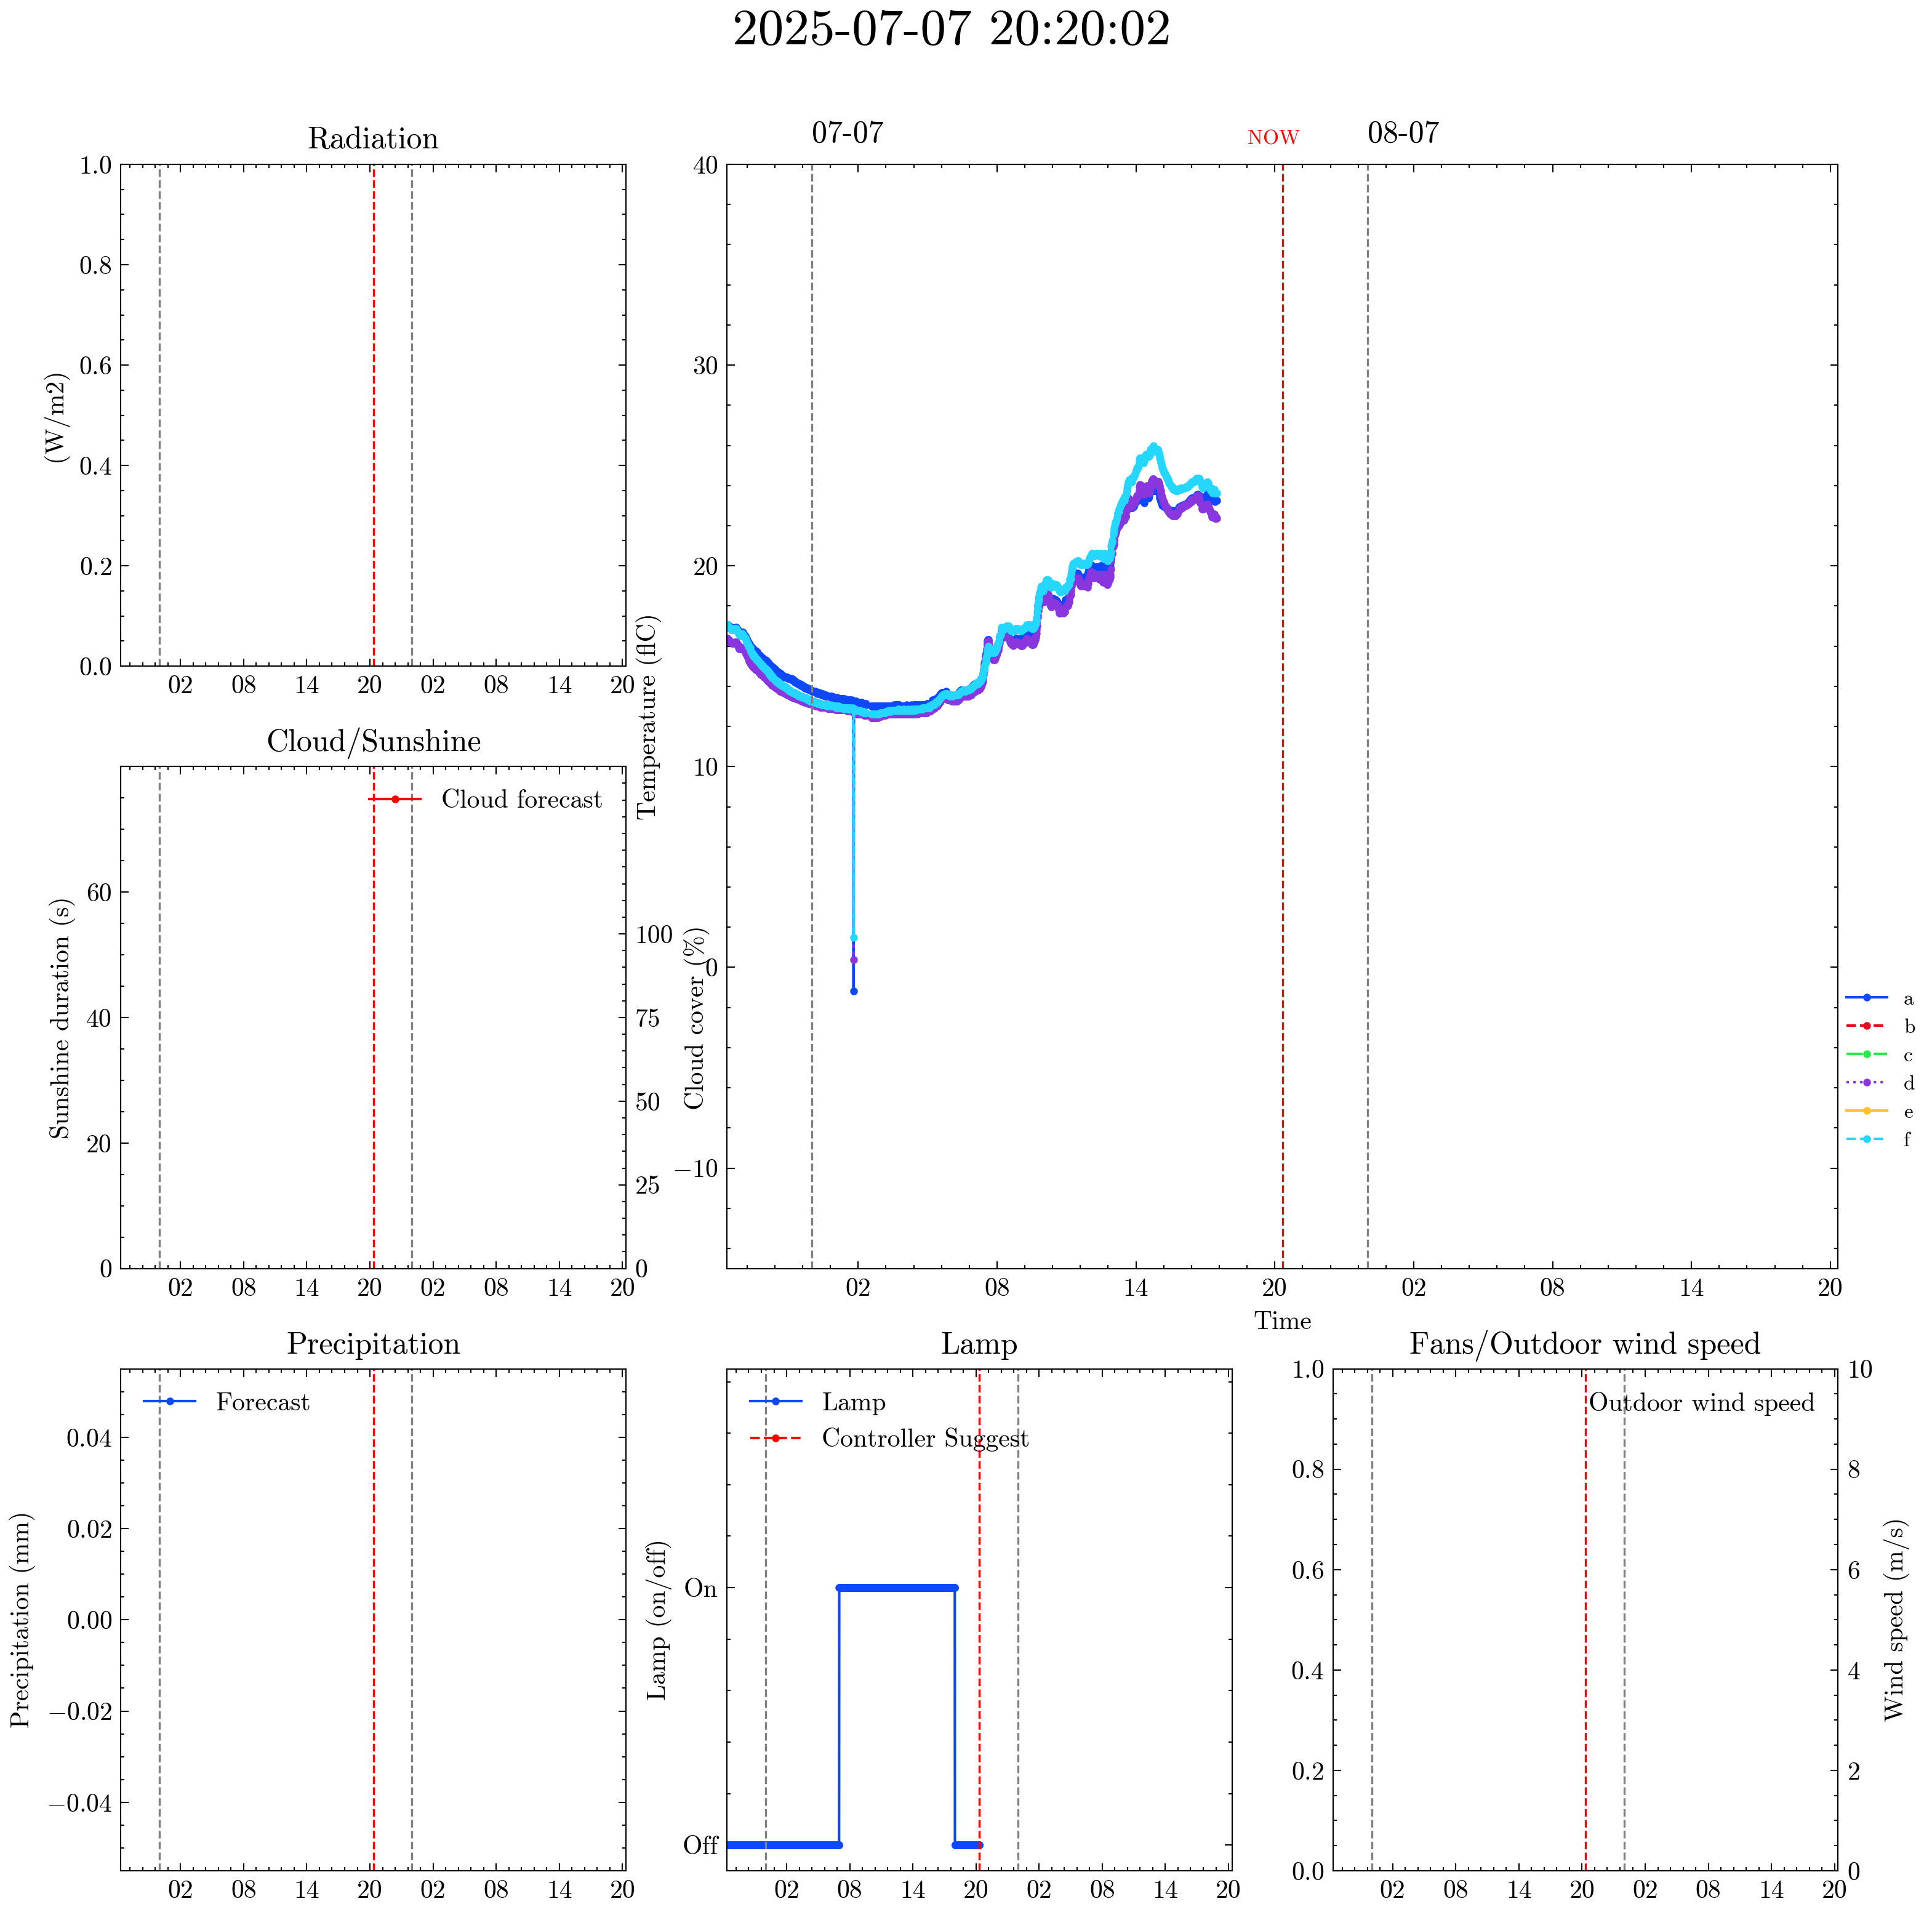 2025-07-07 20:20:02
Radiation
(W/m2)
1.0
0.8
0.6
0.4
0.2
0.0
02 08 14 20 02 08 14 20
07-07
NOW
08-07
Temperature (flC)
40
30
20
10
0
−10
02 08 14 20 02 08 14 20
Time
a
b
c
d
e
f
Cloud/Sunshine
Cloud forecast
Sunshine duration (s)
60
40
20
0
Cloud cover (%)
100
75
50
25
0
02 08 14 20 02 08 14 20
Precipitation
Forecast
Precipitation (mm)
0.04
0.02
0.00
−0.02
−0.04
02 08 14 20 02 08 14 20
Lamp
Lamp
Controller Suggest
Lamp (on/off)
On
Off
02 08 14 20 02 08 14 20
Fans/Outdoor wind speed
Outdoor wind speed
1.0
0.8
0.6
0.4
0.2
0.0
10
8
6
4
2
0
Wind speed (m/s)
02 08 14 20 02 08 14 20